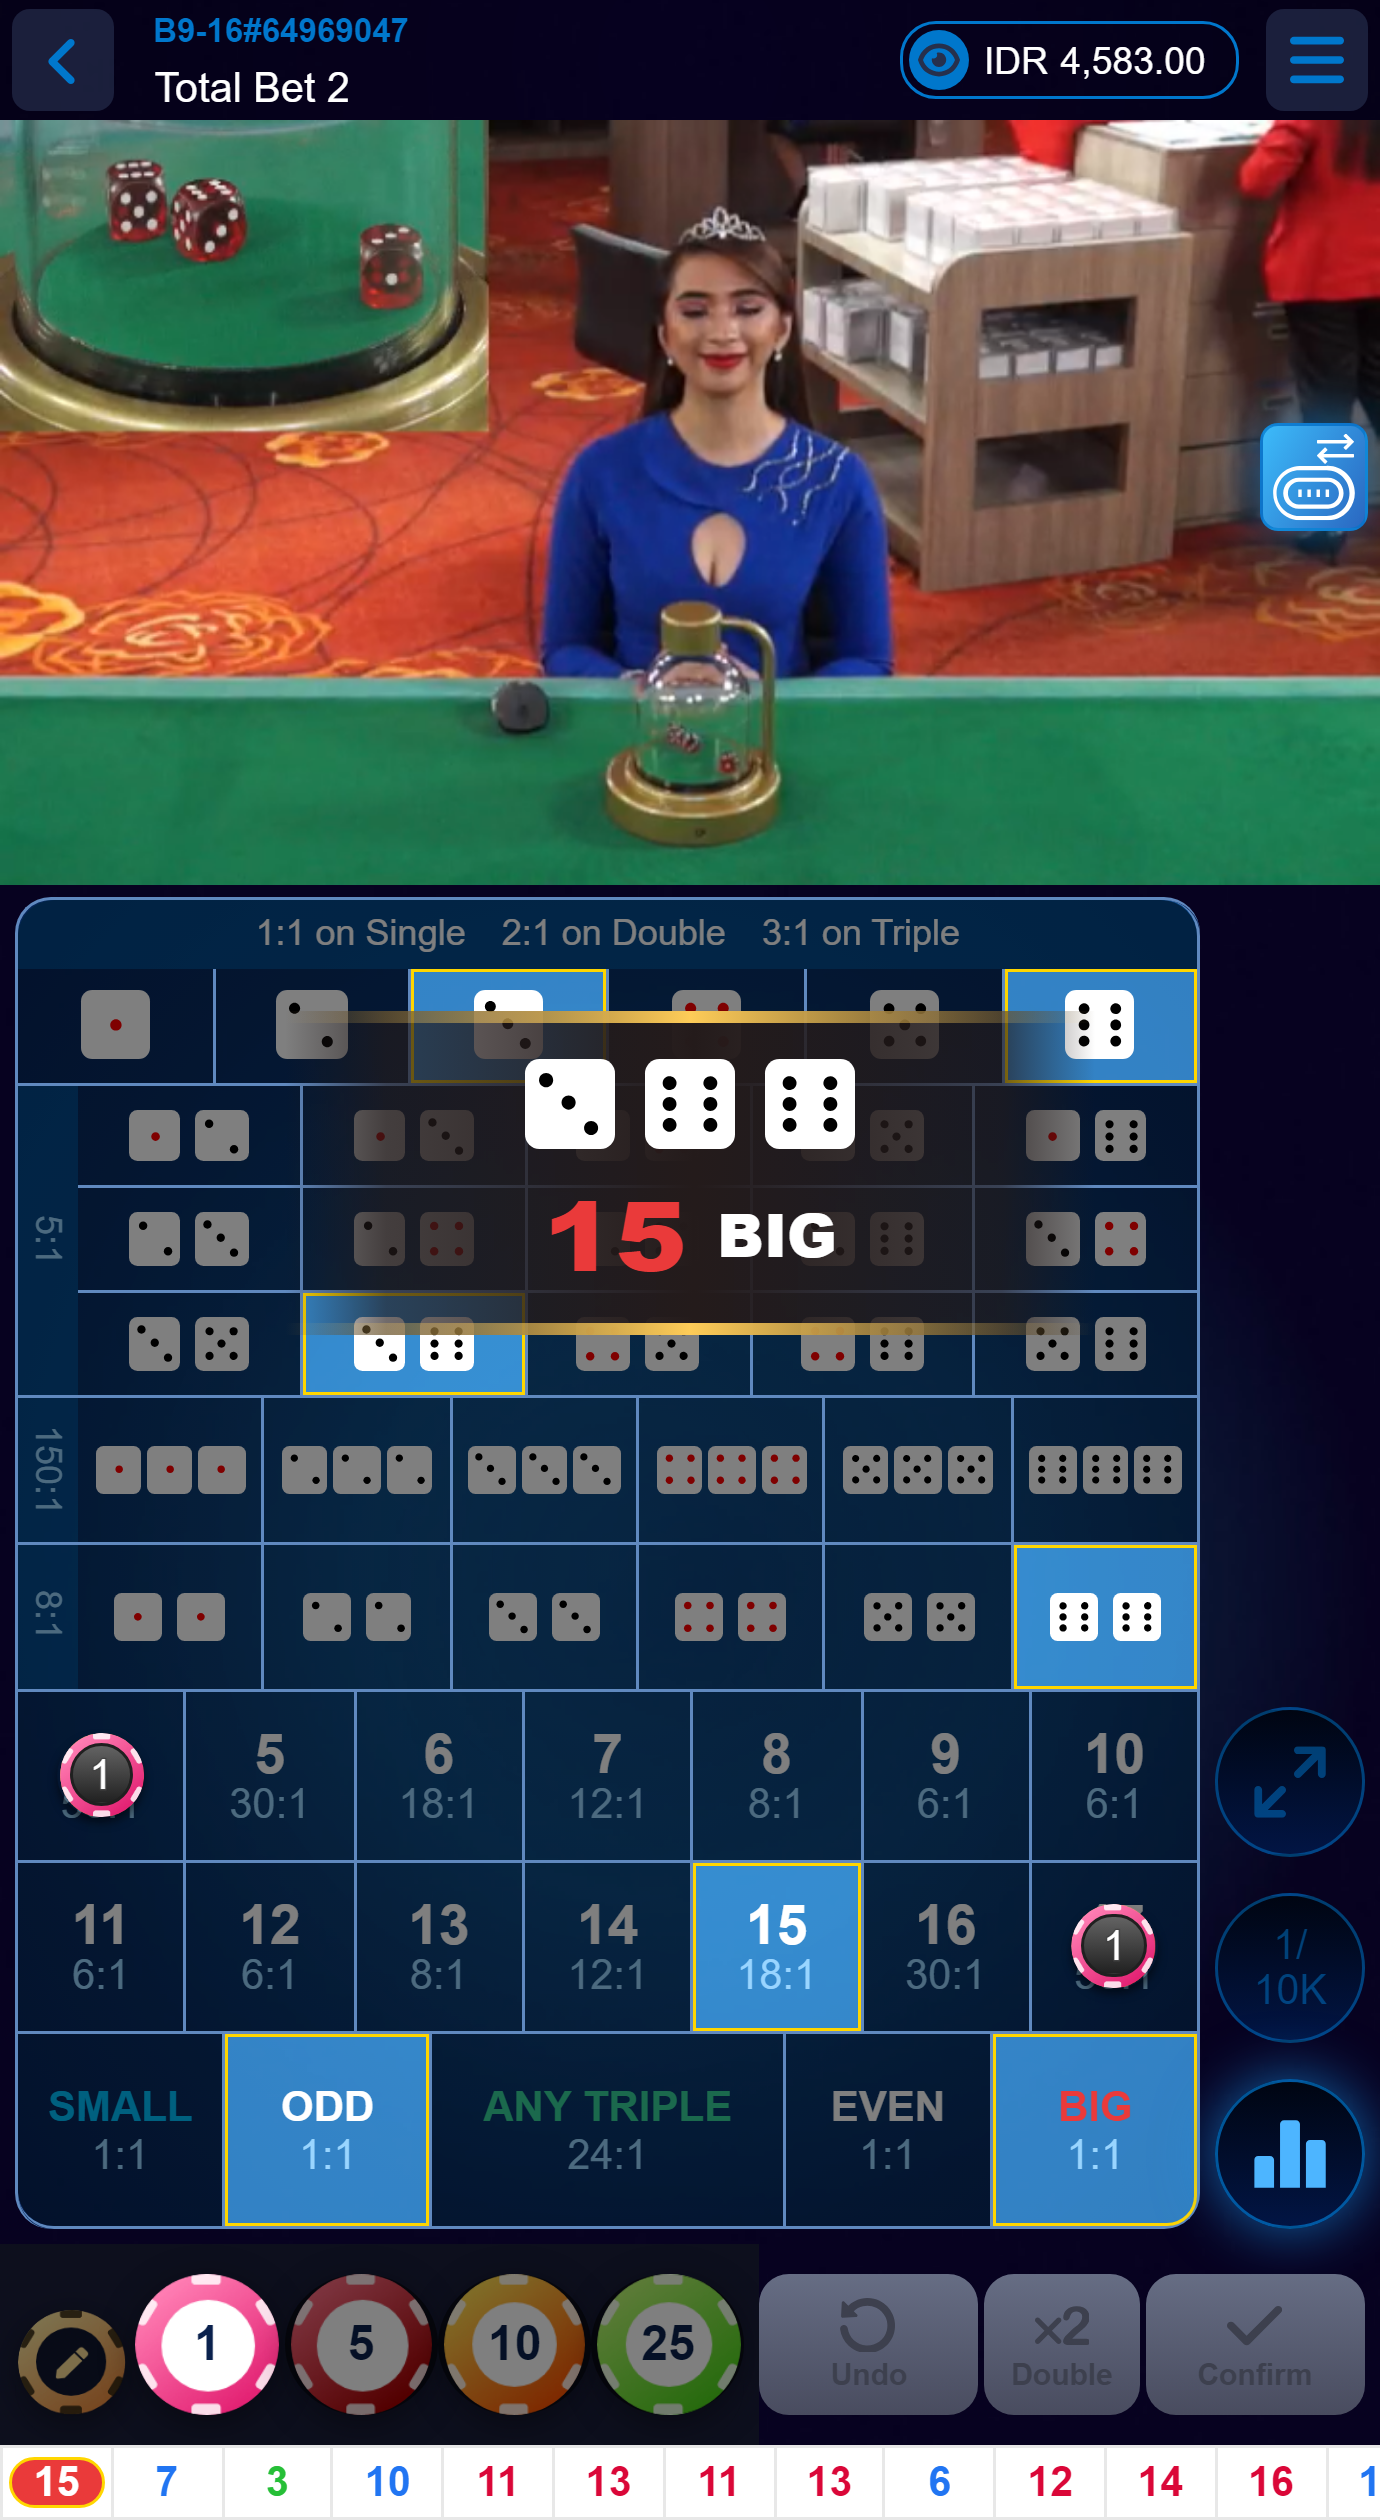 B9-16#64969047
Total Bet 2
IDR 4,583.00
1:1 on Single 2:1 on Double 3:1 on Triple
15 BIG
5:1
150:1
8:1
1
5 6 7 8 9 10
30:1 18:1 12:1 8:1 6:1 6:1
11 12 13 14 15 16
1
6:1 6:1 8:1 12:1 18:1 30:1
1/
10K
SMALL ODD ANY TRIPLE EVEN BIG
1:1 1:1 24:1 1:1 1:1
1 5 10 25
x2
Undo Double Confirm
15 7 3 10 11 13 11 13 6 12 14 16